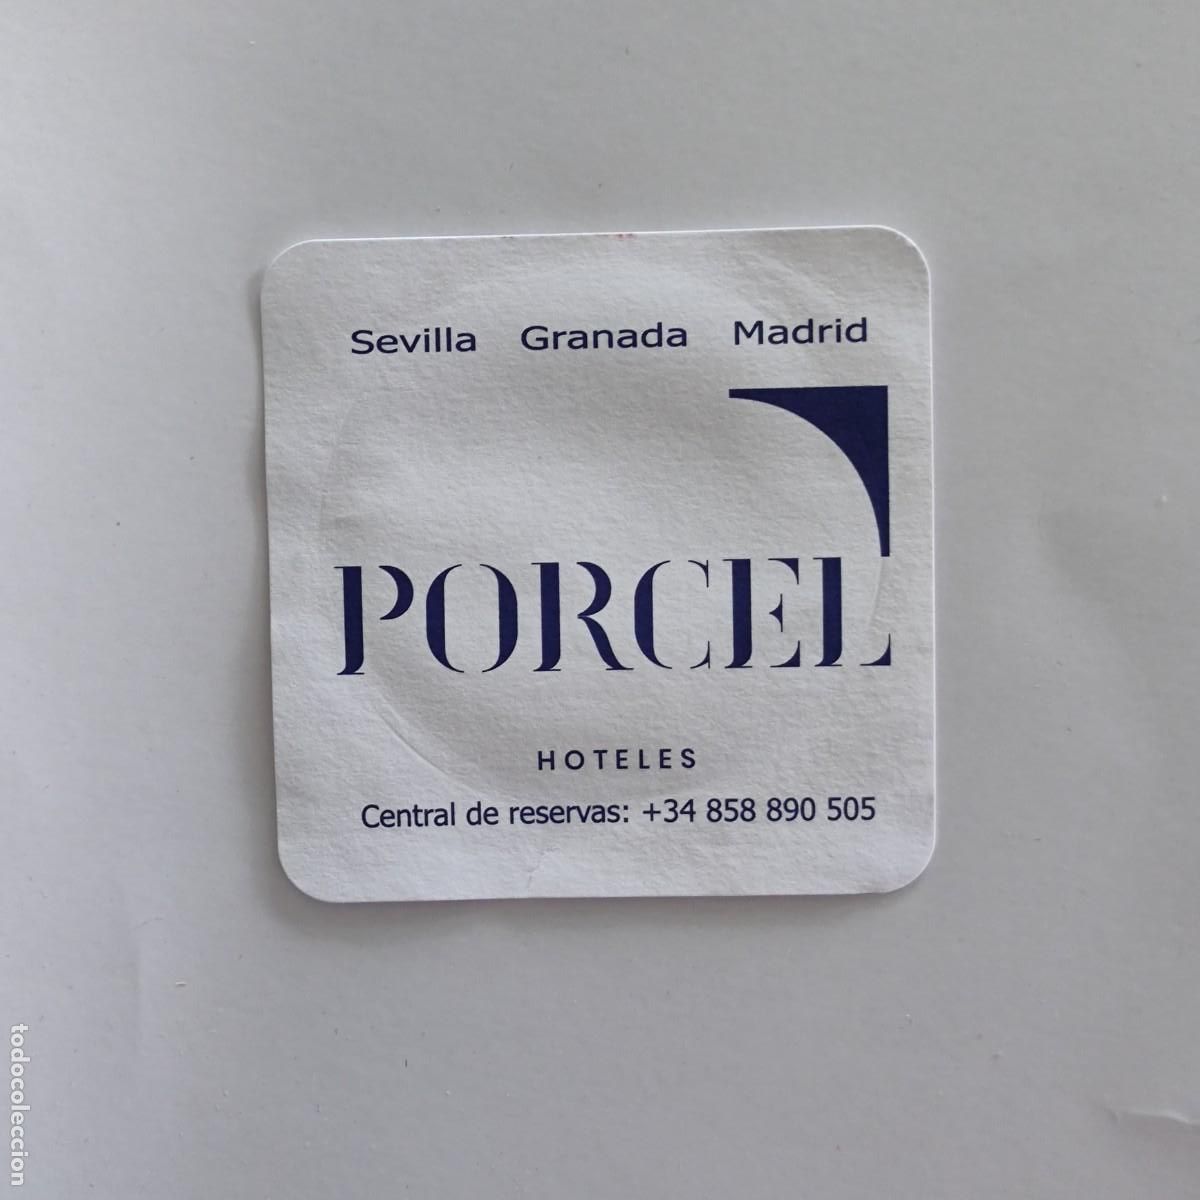 Sevilla Granada Madrid
PORCEL
HOTELES
Central de reservas: +34 858 890 505
todocoleccion